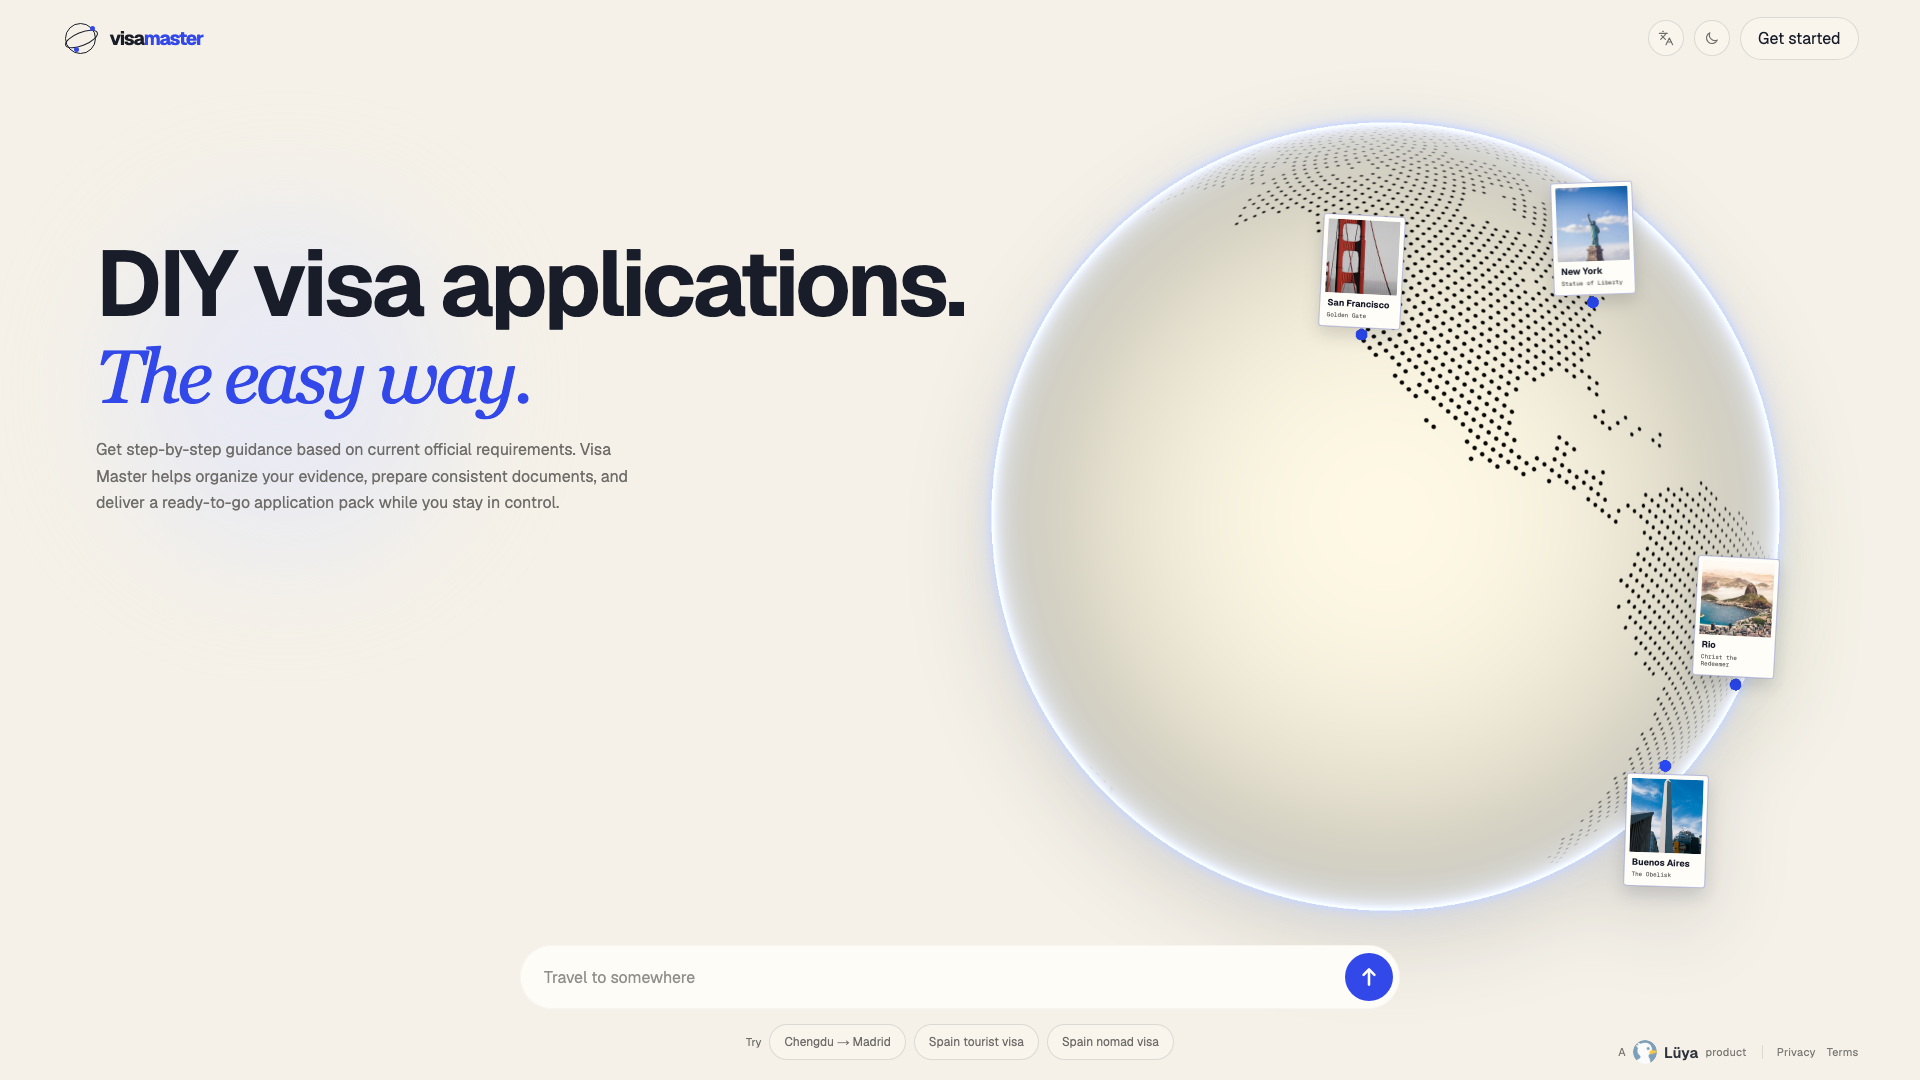 visamaster
Get started
DIY visa applications.
The easy way.
Get step-by-step guidance based on current official requirements. Visa
Master helps organize your evidence, prepare consistent documents, and
deliver a ready-to-go application pack while you stay in control.
New York
Statue of Liberty
San Francisco
Golden Gate
Rio
Christ the
Redeemer
Buenos Aires
The Obelisk
Travel to somewhere
Try
Chengdu → Madrid
Spain tourist visa
Spain nomad visa
A Lüya product
Privacy
Terms